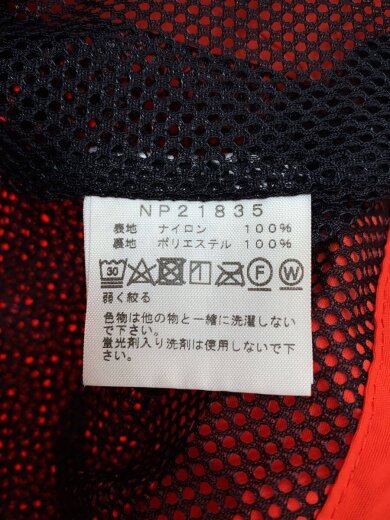 NP21835
表地 ナイロン 100%
裏地 ポリエステル 100%
30 F W
弱く絞る
色物は他の物と一緒に洗濯しない
で下さい。
蛍光剤入り洗剤は使用しないで下
さい。